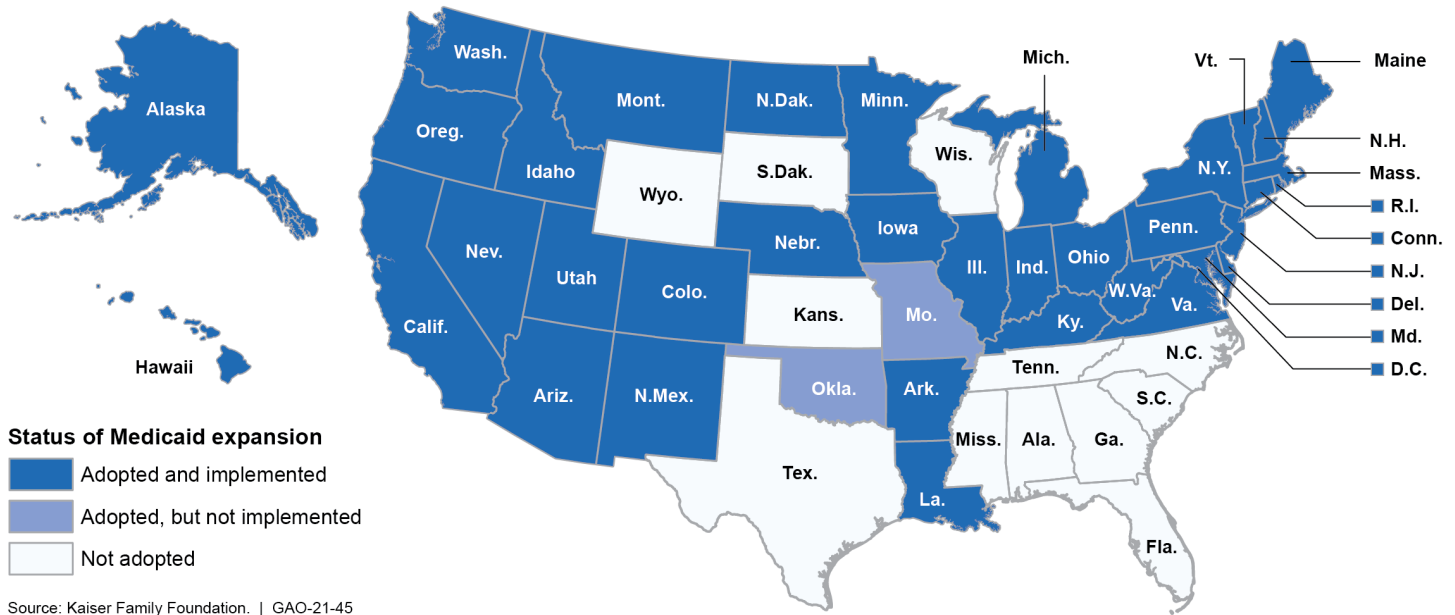 Mich.
Vt.
Maine
Wash.
Mont.
N.Dak.
Minn.
Alaska
Oreg.
N.H.
Wis.
N.Y.
Idaho
S.Dak.
Mass.
Wyo.
R.I.
Iowa
Penn.
Conn.
Nebr.
Nev.
Ohio
Ill.
Ind.
N.J.
Utah
Colo.
W.Va.
Va.
Del.
Kans.
Mo.
Ky.
Calif.
Md.
N.C.
Hawaii
Tenn.
D.C.
Ariz.
N.Mex.
Okla.
Ark.
S.C.
Status of Medicaid expansion
Miss.
Ala.
Ga.
Adopted and implemented
Tex.
La.
Adopted, but not implemented
Fla.
Not adopted
Source: Kaiser Family Foundation. | GAO-21-45